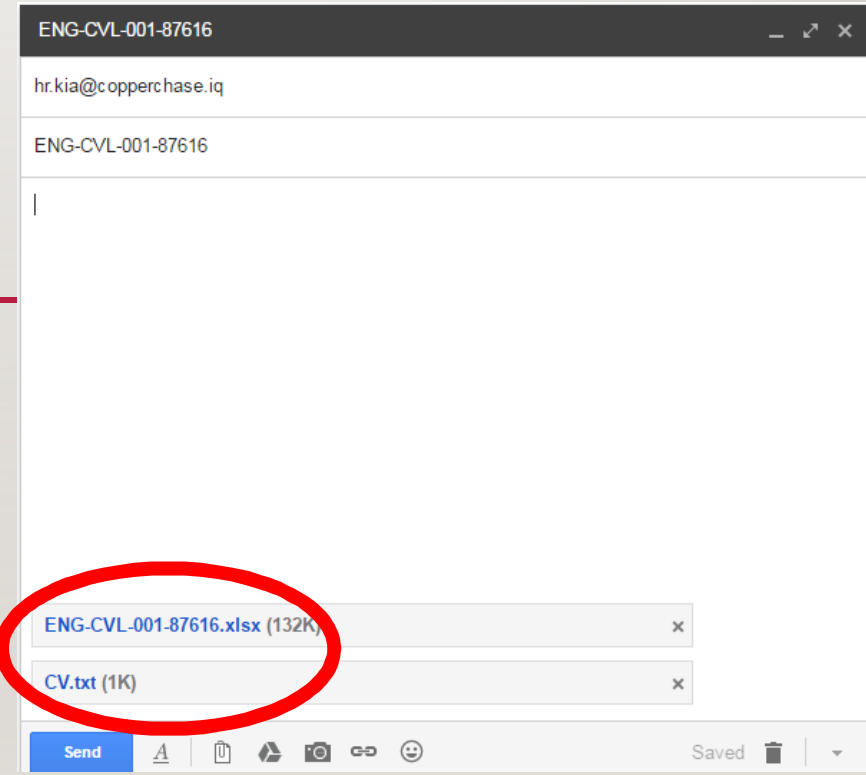 ENG-CVL-001-87616
hr.kia@copperchase.iq
ENG-CVL-001-87616
ENG-CVL-001-87616.xlsx (132K)
CV.txt (1K)
Send A Saved